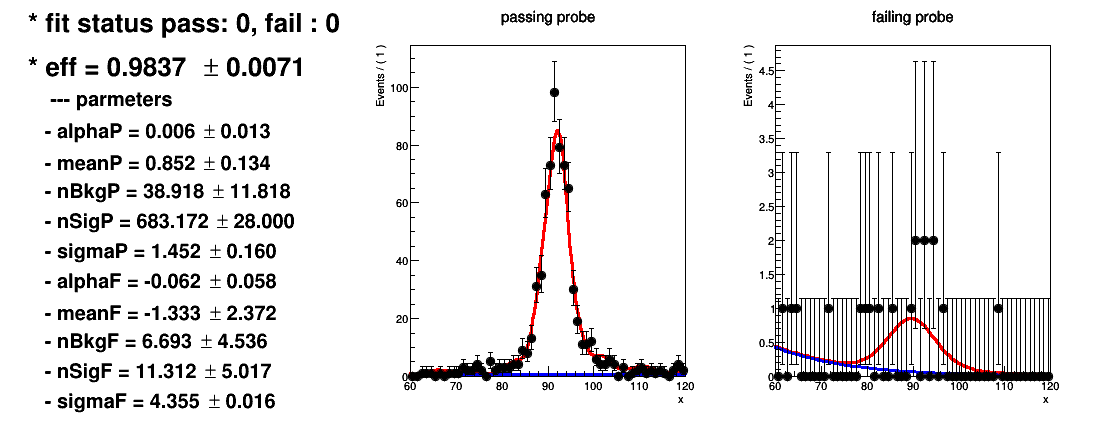 * fit status pass: 0, fail : 0
* eff = 0.9837 ± 0.0071
--- parmeters
- alphaP = 0.006 ± 0.013
- meanP = 0.852 ± 0.134
- nBkgP = 38.918 ± 11.818
- nSigP = 683.172 ± 28.000
- sigmaP = 1.452 ± 0.160
- alphaF = -0.062 ± 0.058
- meanF = -1.333 ± 2.372
- nBkgF = 6.693 ± 4.536
- nSigF = 11.312 ± 5.017
- sigmaF = 4.355 ± 0.016
passing probe
Events / ( 1 )
100
80
60
40
20
0
60 70 80 90 100 110 120
x
failing probe
Events / ( 1 )
4.5
4
3.5
3
2.5
2
1.5
1
0.5
0
60 70 80 90 100 110 120
x